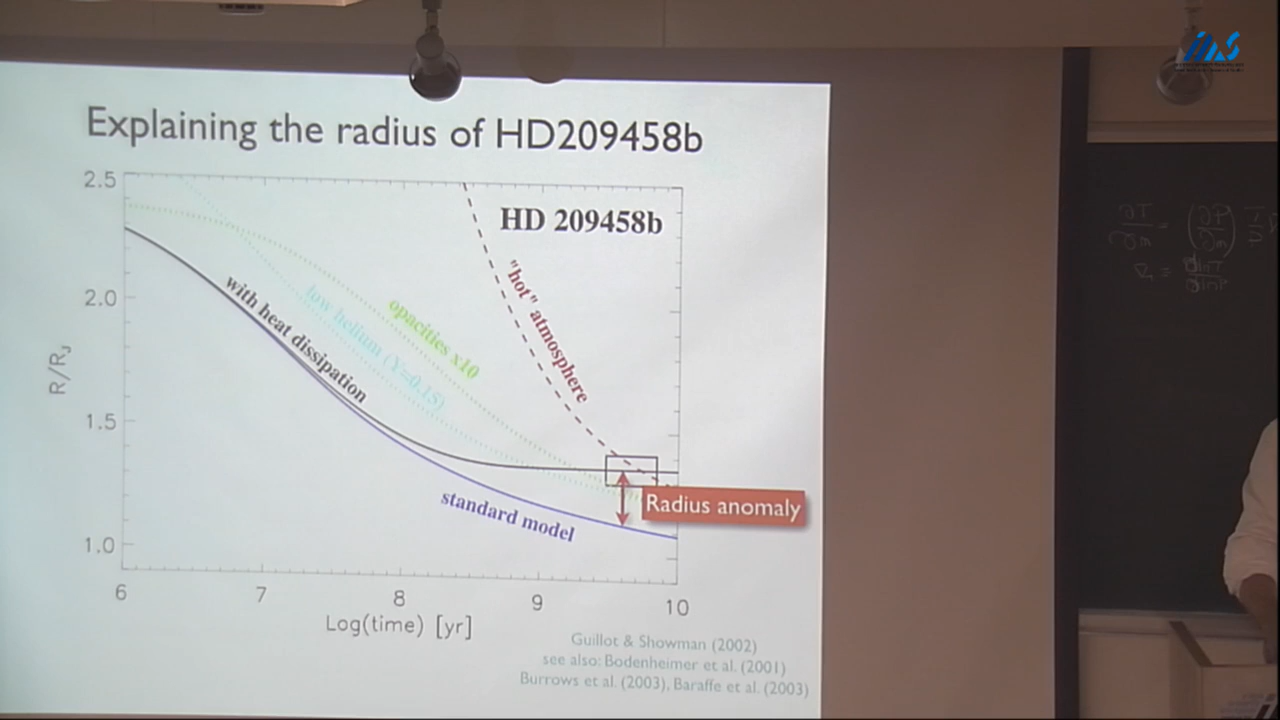 Explaining the radius of HD209458b
2.5
2.0
1.5
1.0
R/RJ
HD 209458b
"hot" atmosphere
opacities x10
low helium (Y=0.18)
with heat dissipation
standard model
Radius anomaly
6 7 8 9 10
Log(time) [yr]
Guillot & Showman (2002)
see also: Bodenheimer et al. (2001)
Burrows et al. (2003), Baraffe et al. (2003)